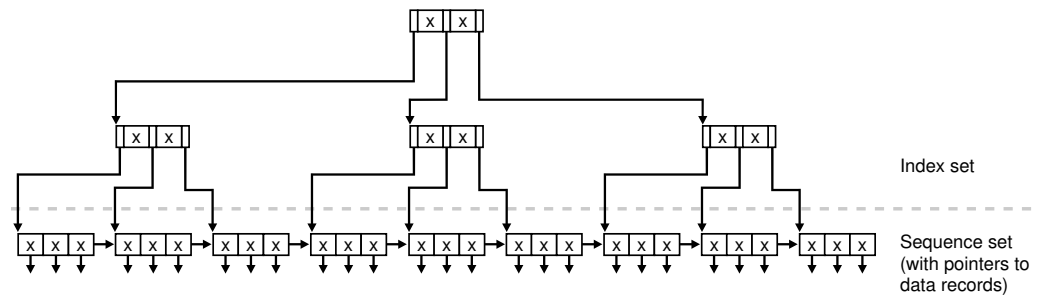 x x
x x x x x x
Index set
x x x x x x x x x x x x x x x x x x x x x x x x x x x
Sequence set
(with pointers to
data records)